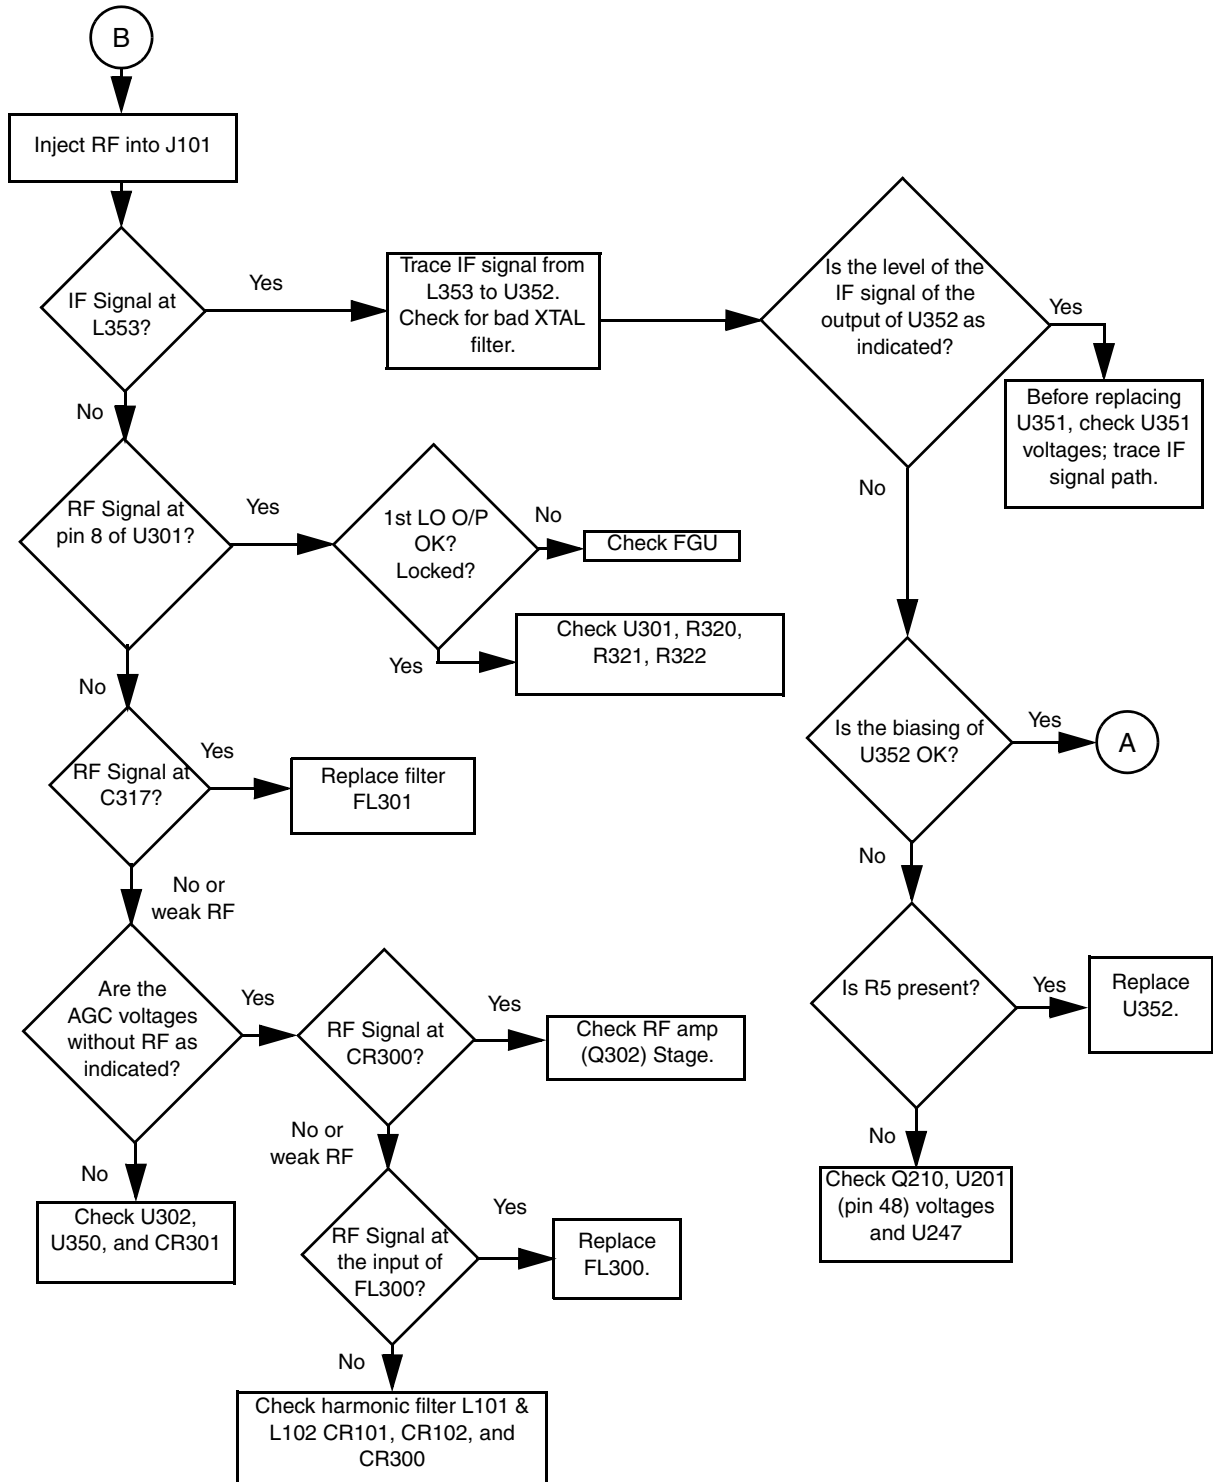 B
Inject RF into J101
IF Signal at
L353?
Yes
Trace IF signal from
L353 to U352.
Check for bad XTAL
filter.
Is the level of the
IF signal of the
output of U352 as
indicated?
Yes
Before replacing
U351, check U351
voltages; trace IF
signal path.
No
No
RF Signal at
pin 8 of U301?
Yes
1st LO O/P
OK?
Locked?
No
Check FGU
Yes
Check U301, R320,
R321, R322
No
RF Signal at
C317?
Yes
Replace filter
FL301
Is the biasing of
U352 OK?
Yes
A
No
No or
weak RF
Are the
AGC voltages
without RF as
indicated?
Yes
RF Signal at
CR300?
Yes
Check RF amp
(Q302) Stage.
Is R5 present?
Yes
Replace
U352.
No
Check Q210, U201
(pin 48) voltages
and U247
No
Check U302,
U350, and CR301
No or
weak RF
RF Signal at
the input of
FL300?
Yes
Replace
FL300.
No
Check harmonic filter L101 &
L102 CR101, CR102, and
CR300